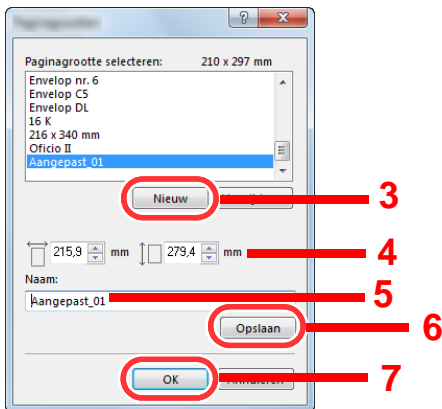 Paginagrootte selecteren: 210 x 297 mm
Envelop nr. 6
Envelop C5
Envelop DL
16 K
216 x 340 mm
Oficio II
Aangepast_01
Nieuw
3
215,9 mm 279,4 mm
4
Naam:
Aangepast_01
5
Opslaan
6
OK Annuleren
7